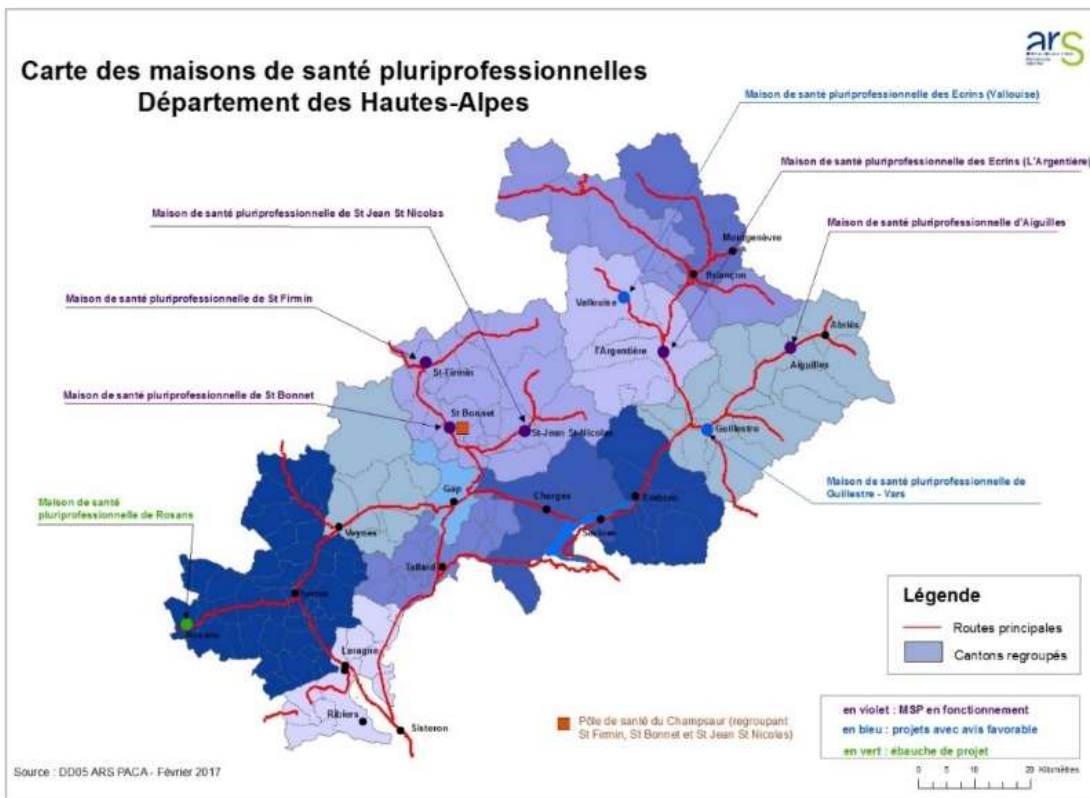 ars
Carte des maisons de santé pluriprofessionnelles
Département des Hautes-Alpes
Maison de santé pluriprofessionnelle des Ecrins (Vallouise)
Maison de santé pluriprofessionnelle des Ecrins (L'Argentière)
Maison de santé pluriprofessionnelle de St Jean St Nicolas
Maison de santé pluriprofessionnelle d'Aiguilles
Montgenèvre
Briançon
Maison de santé pluriprofessionnelle de St Firmin
Vallouise
Abriès
l'Argentière
Aiguilles
St-Firmin
Maison de santé pluriprofessionnelle de St Bonnet
St Bonnet
St-Jean St-Nicolas
Guillestre
Maison de santé pluriprofessionnelle de
Guillestre - Vars
Maison de santé
pluriprofessionnelle de Rosans
Gap
Chorges
Embrun
Savines
Veynes
Tallard
Serres
Rosans
Laragne
Ribiers
Sisteron
Légende
Routes principales
Cantons regroupés
Pôle de santé du Champsaur (regroupant
St Firmin, St Bonnet et St Jean St Nicolas)
en violet : MSP en fonctionnement
en bleu : projets avec avis favorable
en vert : ébauche de projet
Source : DD05 ARS PACA - Février 2017
0 5 10 20 Kilomètres